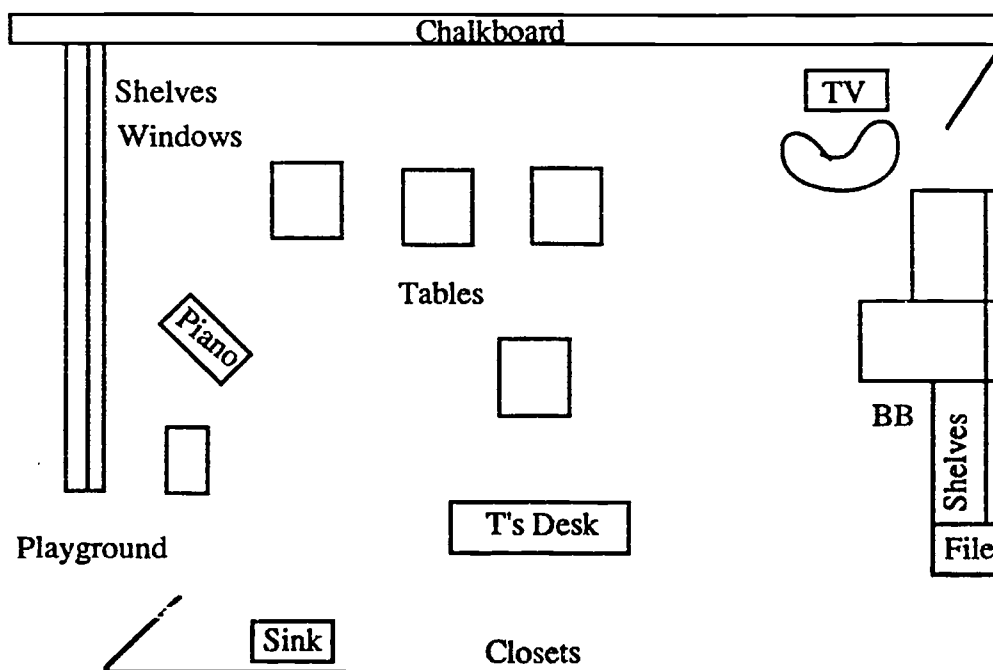 Chalkboard
Shelves
Windows
TV
Tables
Piano
BB
Shelves
T's Desk
Playground
File
Sink
Closets